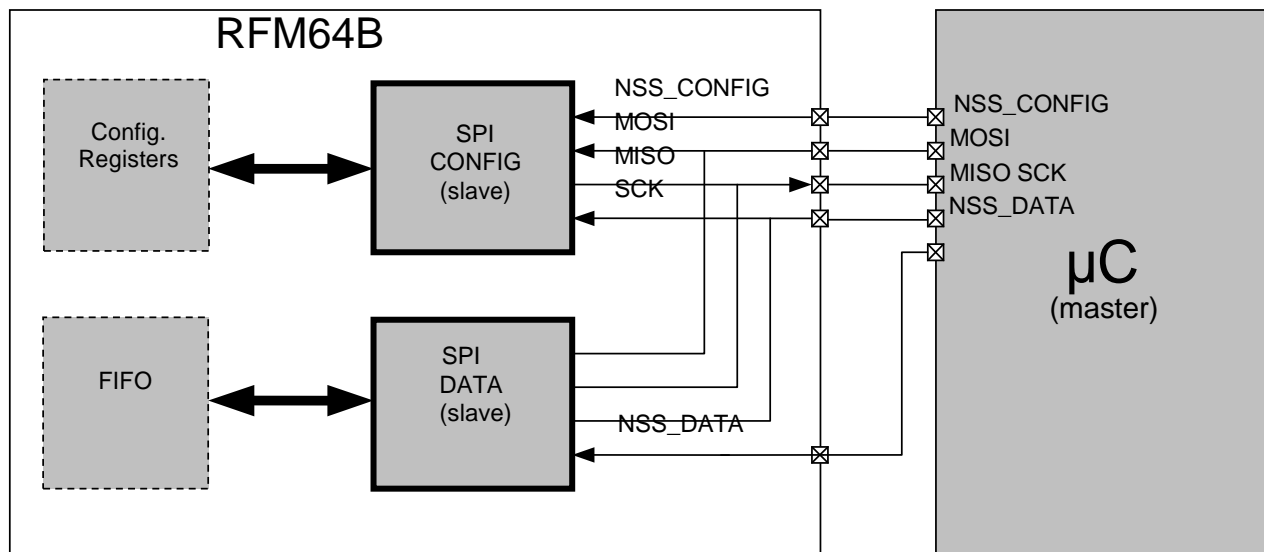 RFM64B
NSS_CONFIG
MOSI
MISO
SCK
Config.
Registers
SPI
CONFIG
(slave)
NSS_CONFIG
MOSI
MISO SCK
NSS_DATA
µC
(master)
FIFO
SPI
DATA
(slave)
NSS_DATA